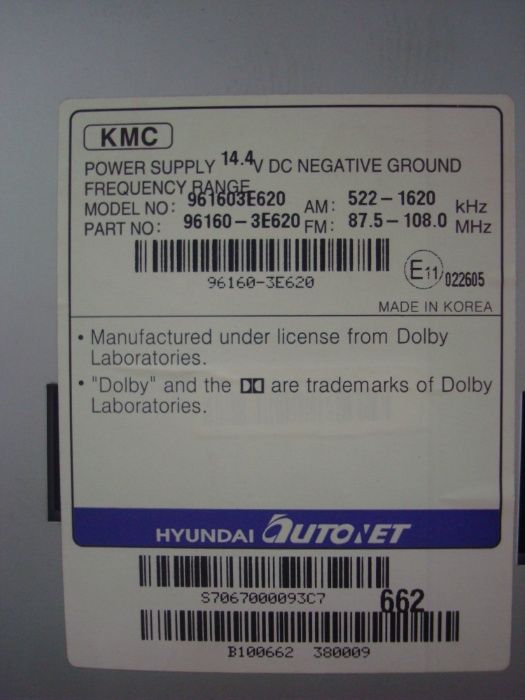 KMC
POWER SUPPLY 14.4V DC NEGATIVE GROUND
FREQUENCY RANGE
MODEL NO: 961603E620 AM: 522-1620 kHz
PART NO: 96160-3E620 FM: 87.5-108.0 MHz
96160-3E620
E11 022605
MADE IN KOREA
• Manufactured under license from Dolby
Laboratories.
• "Dolby" and the are trademarks of Dolby
Laboratories.
HYUNDAI AUTONET
S7067000093C7
662
B100662 380009